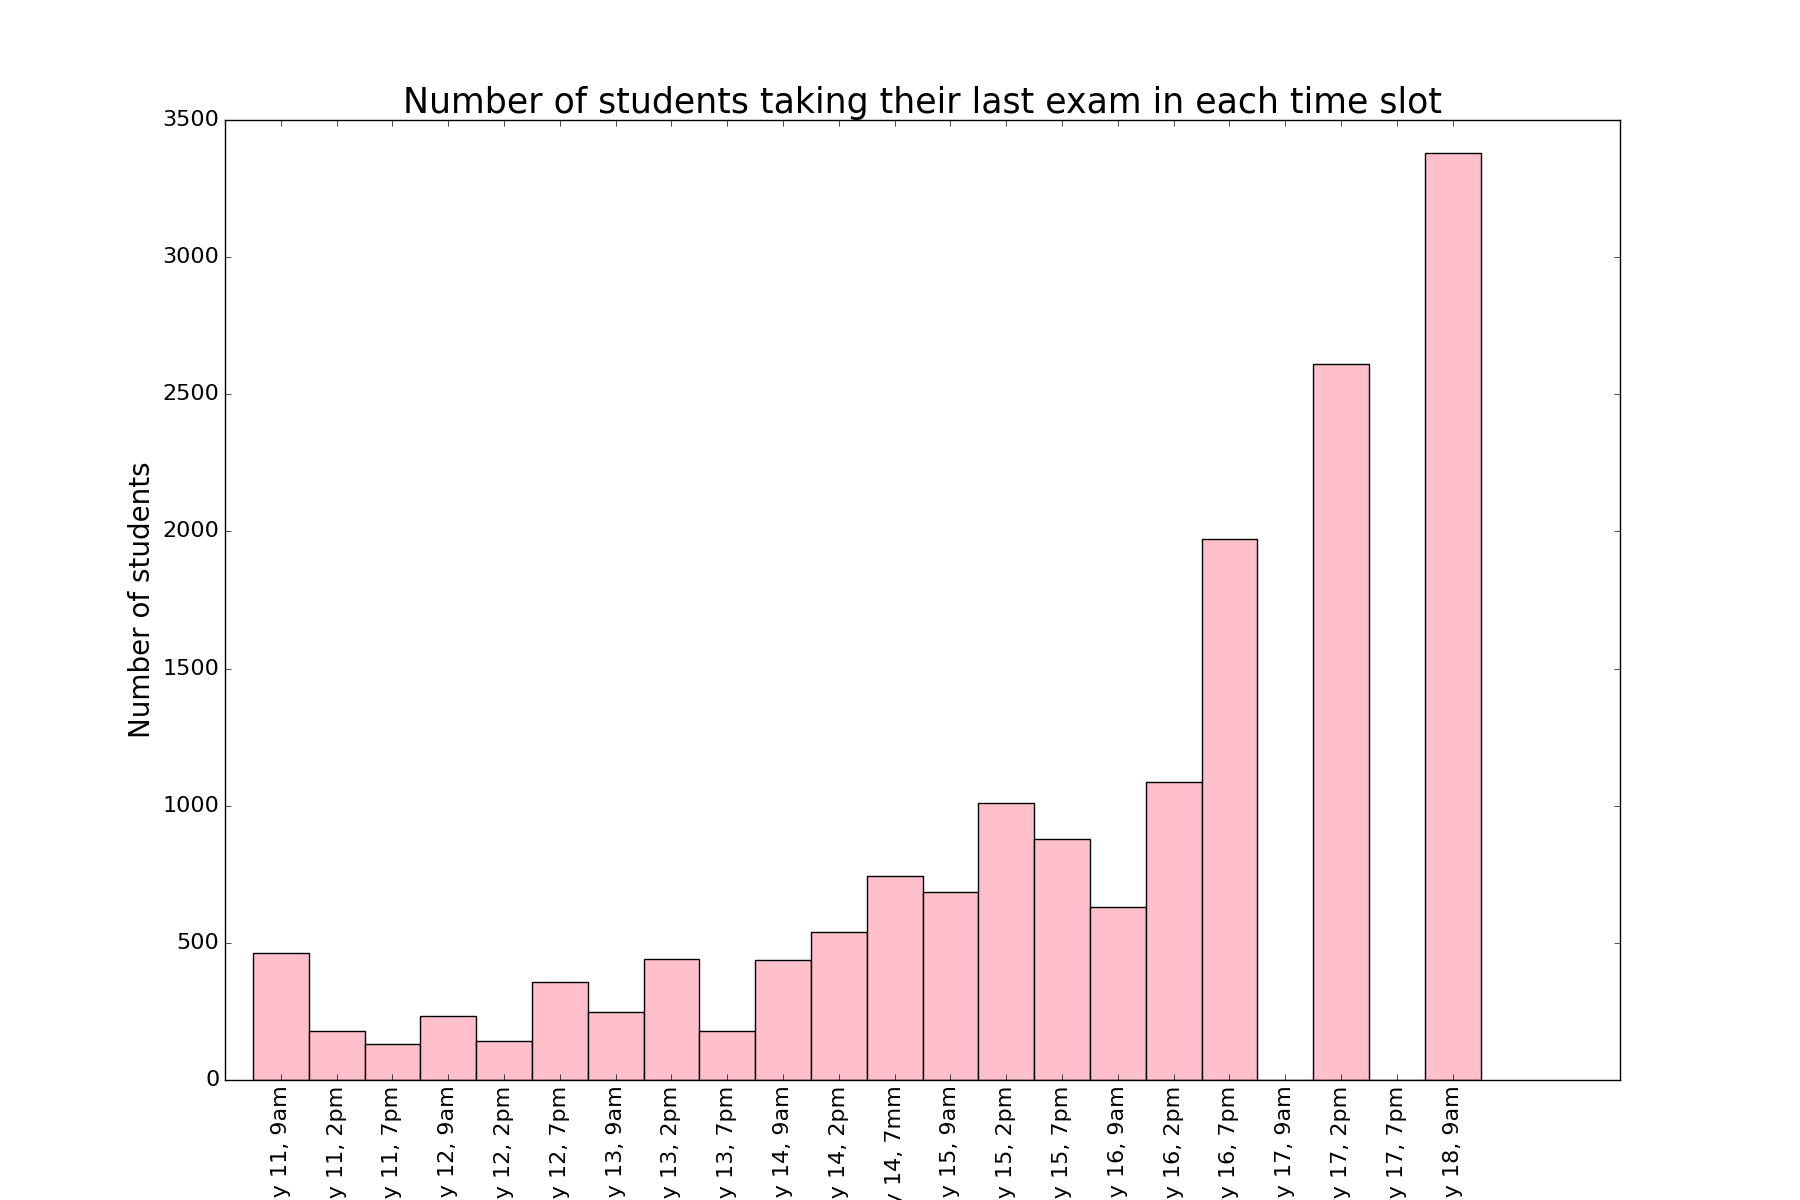 Number of students taking their last exam in each time slot
Number of students
3500
3000
2500
2000
1500
1000
500
0
y 11, 9am
y 11, 2pm
y 11, 7pm
y 12, 9am
y 12, 2pm
y 12, 7pm
y 13, 9am
y 13, 2pm
y 13, 7pm
y 14, 9am
y 14, 2pm
y 14, 7mm
y 15, 9am
y 15, 2pm
y 15, 7pm
y 16, 9am
y 16, 2pm
y 16, 7pm
y 17, 9am
y 17, 2pm
y 17, 7pm
y 18, 9am